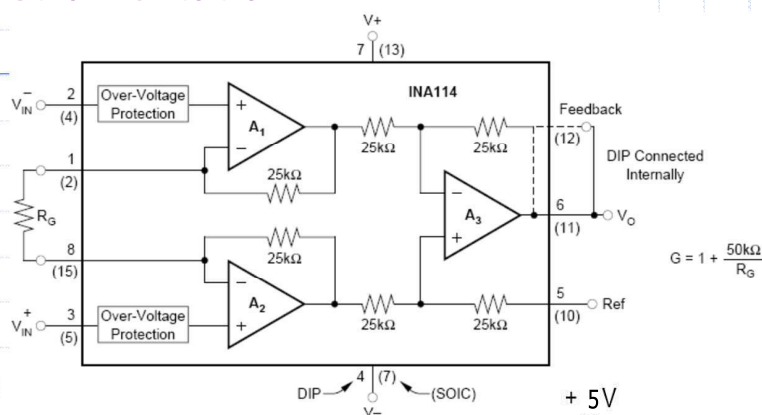 V+
7 (13)
INA114
V⁻IN
2
(4)
Over-Voltage
Protection
+
A₁
−
25kΩ
25kΩ
Feedback
(12)
DIP Connected
Internally
1
(2)
25kΩ
RG
−
A₃
+
6
(11)
VO
G = 1 + 50kΩ
RG
8
(15)
25kΩ
−
A₂
+
5
(10)
Ref
V⁺IN
3
(5)
Over-Voltage
Protection
25kΩ
25kΩ
4 (7)
DIP
(SOIC)
V−
+ 5V